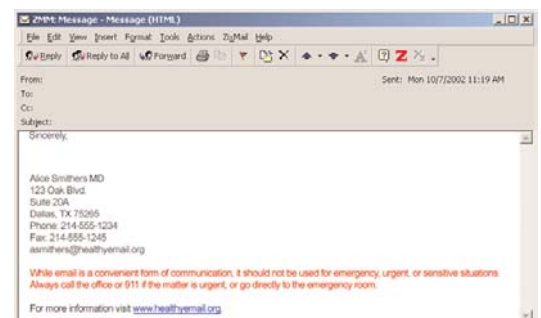 ZMM: Message - Message (HTML)
File Edit View Insert Format Tools Actions ZigMail Help
Reply Reply to All Forward
From: Sent: Mon 10/7/2002 11:19 AM
To:
Cc:
Subject:
Sincerely,
Alice Smithers MD
123 Oak Blvd.
Suite 20A
Dallas, TX 75265
Phone: 214-555-1234
Fax: 214-555-1245
asmithers@healthyemail.org
While email is a convenient form of communication, it should not be used for emergency, urgent, or sensitive situations.
Always call the office or 911 if the matter is urgent, or go directly to the emergency room.
For more information visit www.healthyemail.org